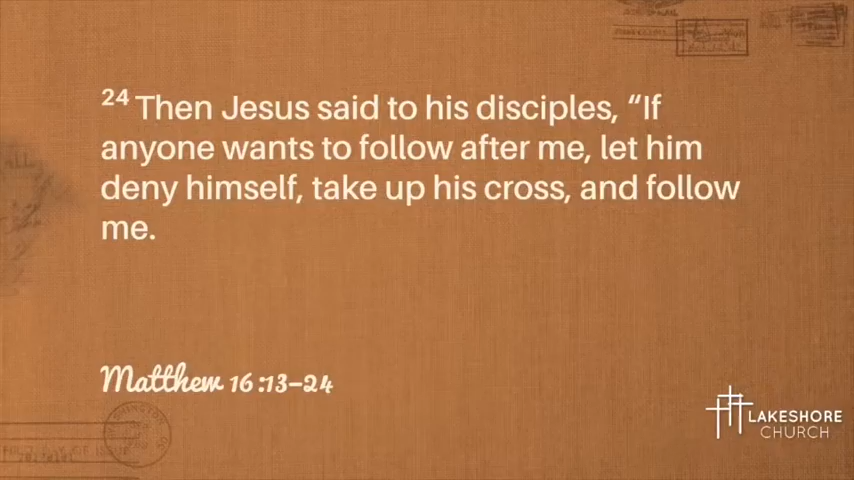 24 Then Jesus said to his disciples, “If
anyone wants to follow after me, let him
deny himself, take up his cross, and follow
me.
Matthew 16:13–24
LAKESHORE
CHURCH